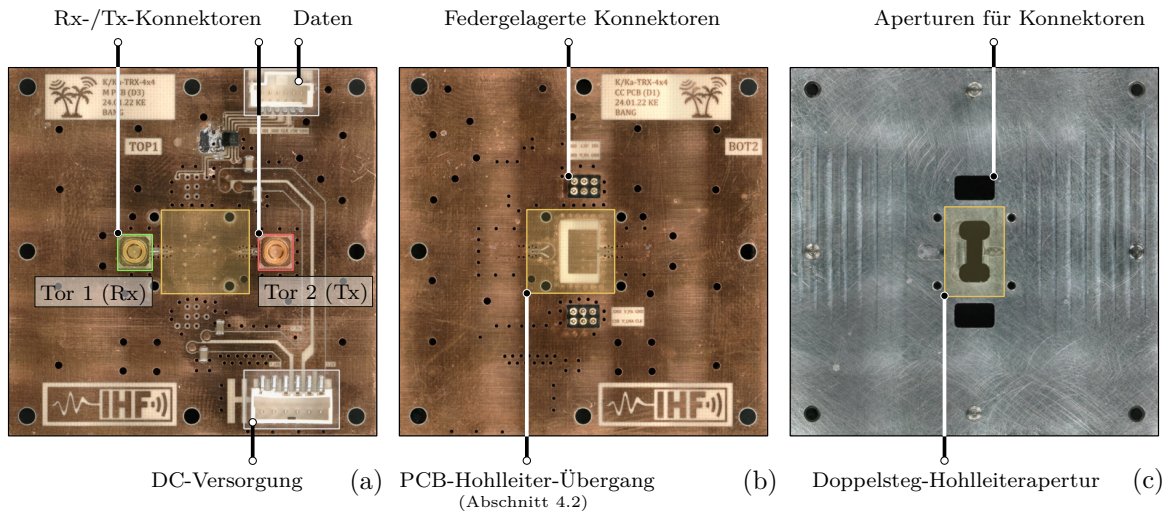 Rx-/Tx-Konnektoren
Daten
Federgelagerte Konnektoren
Aperturen für Konnektoren
K/Ka-TRX-4x4
M PCB (D3)
24.01.22 KE
BANG
TOP1
Tor 1 (Rx)
Tor 2 (Tx)
IHF
H
K/Ka-TRX-4x4
CC PCB (D1)
24.01.22 KE
BANG
BOT2
IHF
DC-Versorgung
(a)
PCB-Hohlleiter-Übergang
(Abschnitt 4.2)
(b)
Doppelsteg-Hohlleiterapertur
(c)